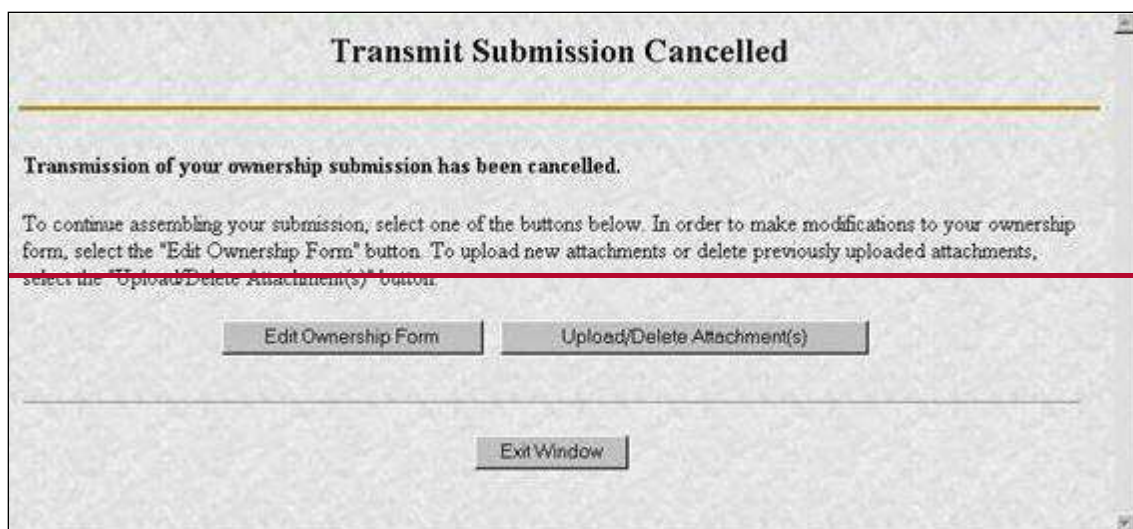 Transmit Submission Cancelled
Transmission of your ownership submission has been cancelled.
To continue assembling your submission, select one of the buttons below. In order to make modifications to your ownership
form, select the "Edit Ownership Form" button. To upload new attachments or delete previously uploaded attachments,
select the "Upload/Delete Attachment(s)" button.
Edit Ownership Form
Upload/Delete Attachment(s)
Exit Window